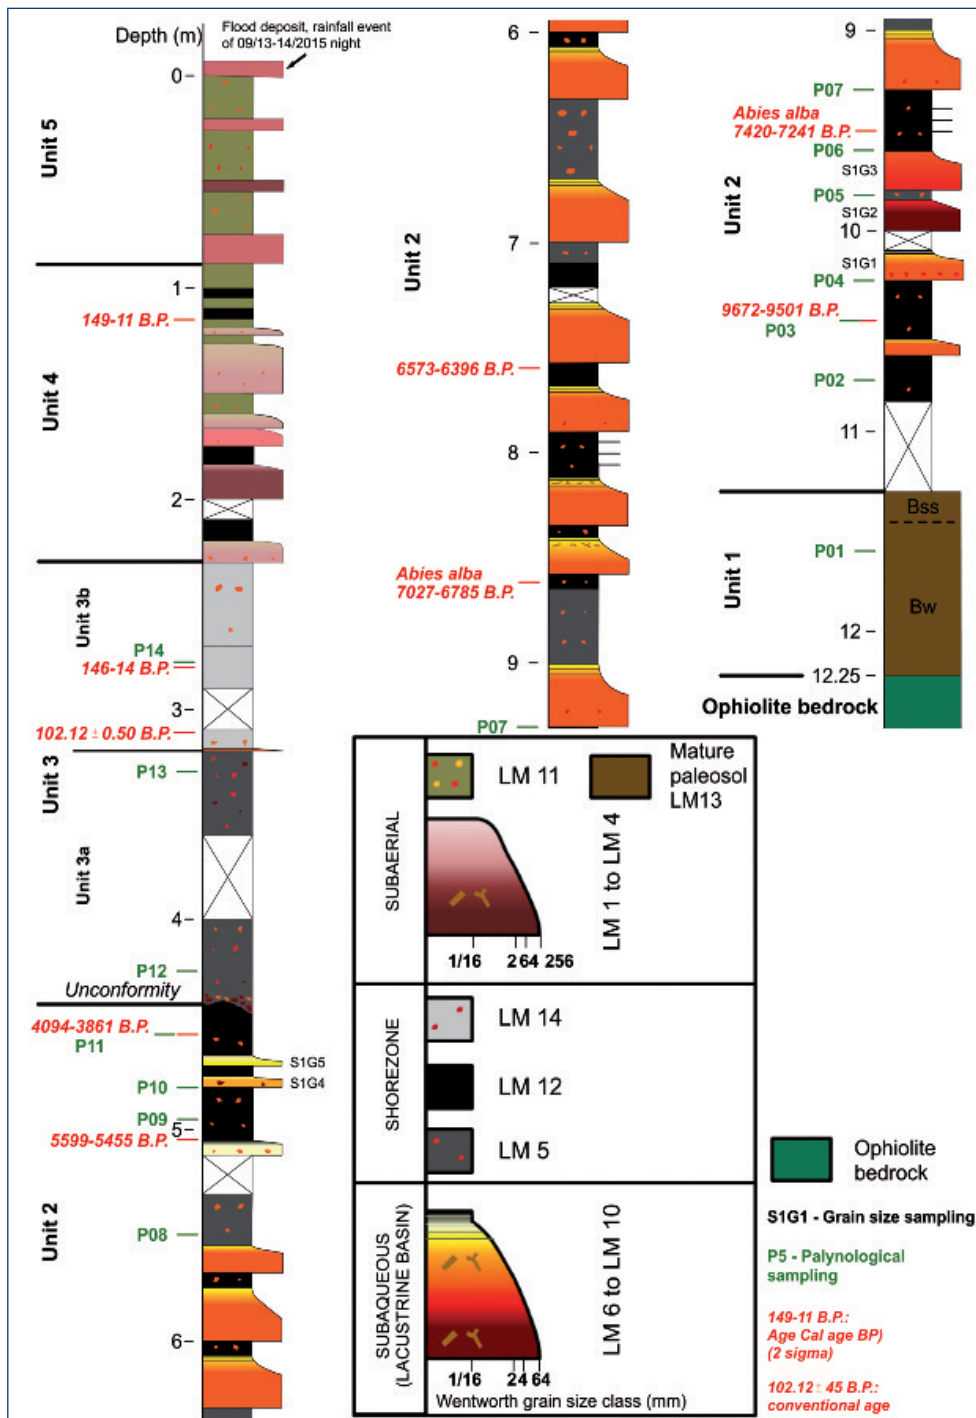 Depth (m)
Flood deposit, rainfall event
of 09/13-14/2015 night
0
Unit 5
1
149-11 B.P.
Unit 4
2
Unit 3b
P14
146-14 B.P.
3
102.12 ± 0.50 B.P.
Unit 3
P13
Unit 3a
4
P12
Unconformity
4094-3861 B.P.
P11
S1G5
P10
S1G4
P09
5
5599-5455 B.P.
P08
Unit 2
6
6
7
Unit 2
6573-6396 B.P.
8
Abies alba
7027-6785 B.P.
9
P07
9
P07
Abies alba
7420-7241 B.P.
P06
S1G3
Unit 2
P05
S1G2
10
S1G1
P04
9672-9501 B.P.
P03
P02
11
Bss
P01
Unit 1
Bw
12
12.25
Ophiolite bedrock
SUBAERIAL
LM 11
Mature
paleosol
LM13
LM 1 to LM 4
1/16 2 64 256
SHOREZONE
LM 14
LM 12
LM 5
SUBAQUEOUS
(LACUSTRINE BASIN)
LM 6 to LM 10
1/16 2 4 64
Wentworth grain size class (mm)
Ophiolite
bedrock
S1G1 - Grain size sampling
P5 - Palynological
sampling
149-11 B.P.:
Age Cal age BP)
(2 sigma)
102.12 ± 45 B.P.:
conventional age